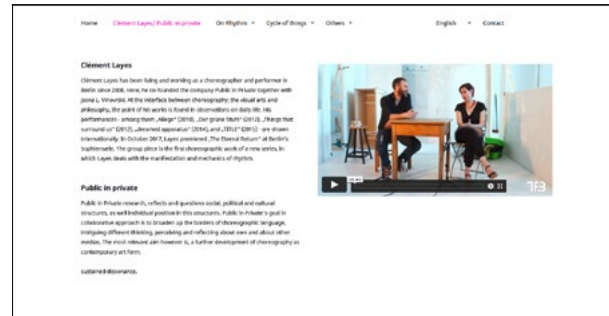 Home Clément Layes| Public in private On Rhythm Cycle of things Others English Contact
Clément Layes
Clément Layes has been living and working as a choreographer and performer in
Berlin since 2008. Here, he co-founded the company Public in Private together with
Jasna L. Vinovrški. At the interface between choreography, the visual arts and
philosophy, the point of his works is found in observations on daily life. His
performances - among them „Allege" (2010), „Der grüne Stuhl" (2012), „Things that
surround us" (2012), „dreamed apparatus" (2014), and „TITLE" (2015) - are shown
internationally. In October 2017, Layes premiered „The Eternal Return" at Berlin's
Sophiensæle. The group piece is the first choreographic work of a new series, in
which Layes deals with the manifestation and mechanics of rhythm.
Public in private
Public in Private research, reflects and questions social, political and cultural
structures, as well individual position in this structures. Public in Private's goal in
collaborative approach is to broaden up the borders of choreographic language,
intriguing different thinking, perceiving and reflecting about own and about other
medias. The most relevant aim however is, a further development of choreography as
contemporary art form.
sustained dissonance.